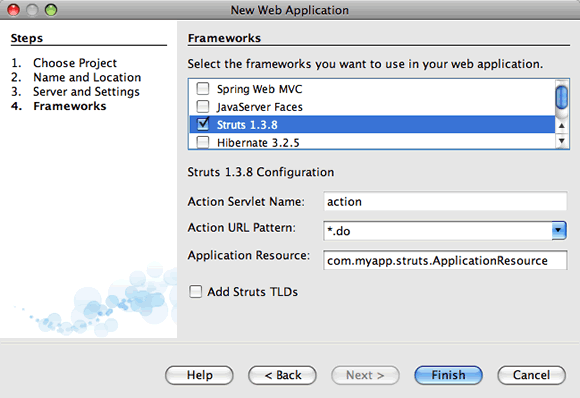 New Web Application
Steps
1. Choose Project
2. Name and Location
3. Server and Settings
4. Frameworks
Frameworks
Select the frameworks you want to use in your web application.
Spring Web MVC
JavaServer Faces
Struts 1.3.8
Hibernate 3.2.5
Struts 1.3.8 Configuration
Action Servlet Name: action
Action URL Pattern: *.do
Application Resource: com.myapp.struts.ApplicationResource
Add Struts TLDs
Help < Back Next > Finish Cancel